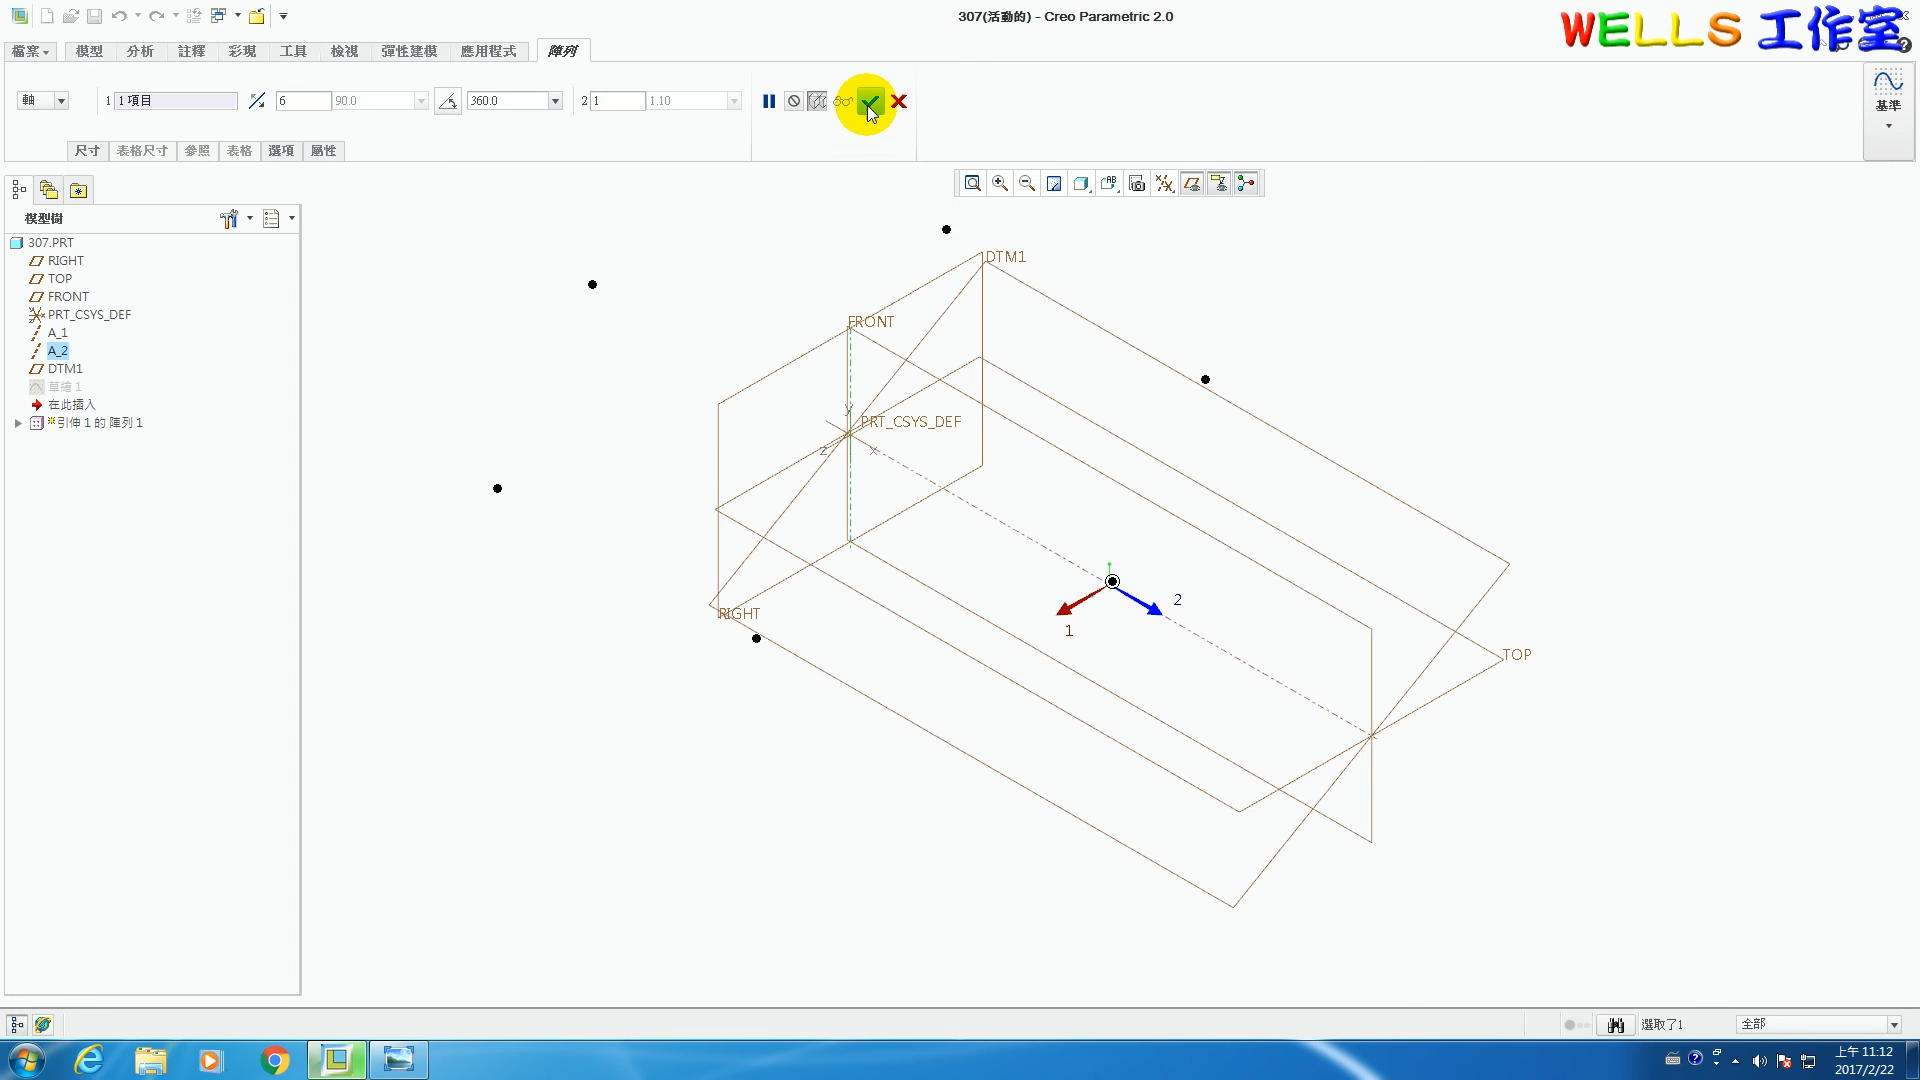 307(活動的) - Creo Parametric 2.0
WELLS 工作室
檔案 模型 分析 註釋 彩現 工具 檢視 彈性建模 應用程式 陣列
軸 1 1 項目 6 90.0 360.0 2 1 1.10
基準
尺寸 表格尺寸 參照 表格 選項 屬性
模型樹
307.PRT
RIGHT
TOP
FRONT
PRT_CSYS_DEF
A_1
A_2
DTM1
草繪 1
在此插入
引伸 1 的 陣列 1
DTM1
FRONT
Y
PRT_CSYS_DEF
Z X
2
1
RIGHT
TOP
選取了1 全部
上午 11:12
2017/2/22